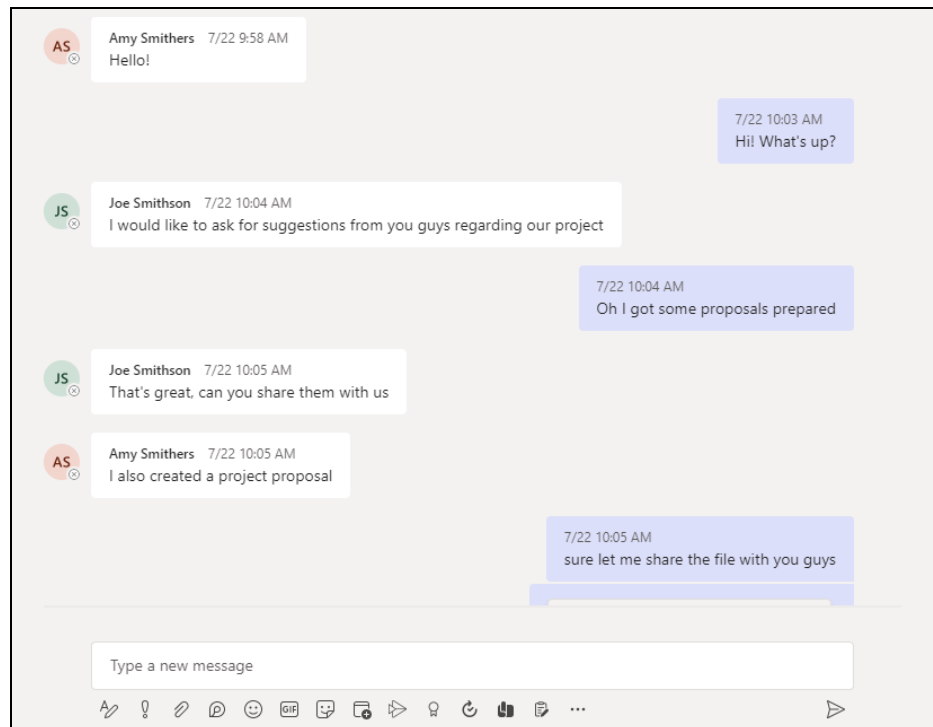 AS
Amy Smithers 7/22 9:58 AM
Hello!
7/22 10:03 AM
Hi! What's up?
JS
Joe Smithson 7/22 10:04 AM
I would like to ask for suggestions from you guys regarding our project
7/22 10:04 AM
Oh I got some proposals prepared
JS
Joe Smithson 7/22 10:05 AM
That's great, can you share them with us
AS
Amy Smithers 7/22 10:05 AM
I also created a project proposal
7/22 10:05 AM
sure let me share the file with you guys
Type a new message
GIF